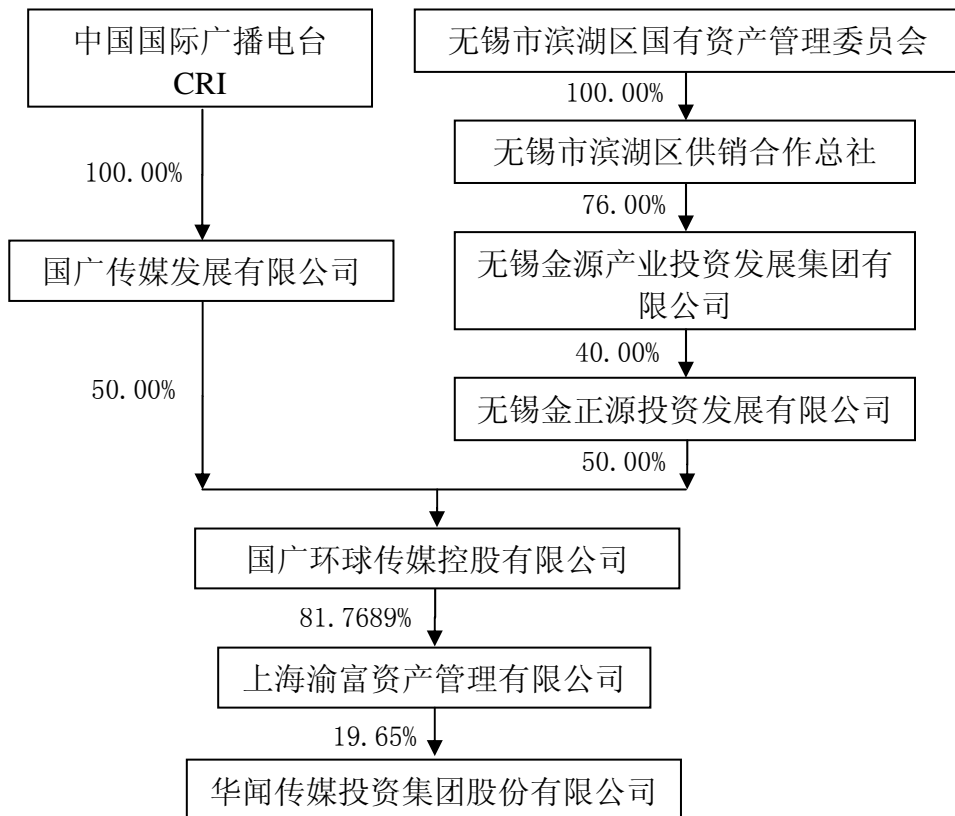 中国国际广播电台
CRI
无锡市滨湖区国有资产管理委员会
100.00%
无锡市滨湖区供销合作总社
100.00%
76.00%
国广传媒发展有限公司
无锡金源产业投资发展集团有
限公司
40.00%
50.00%
无锡金正源投资发展有限公司
50.00%
国广环球传媒控股有限公司
81.7689%
上海渝富资产管理有限公司
19.65%
华闻传媒投资集团股份有限公司